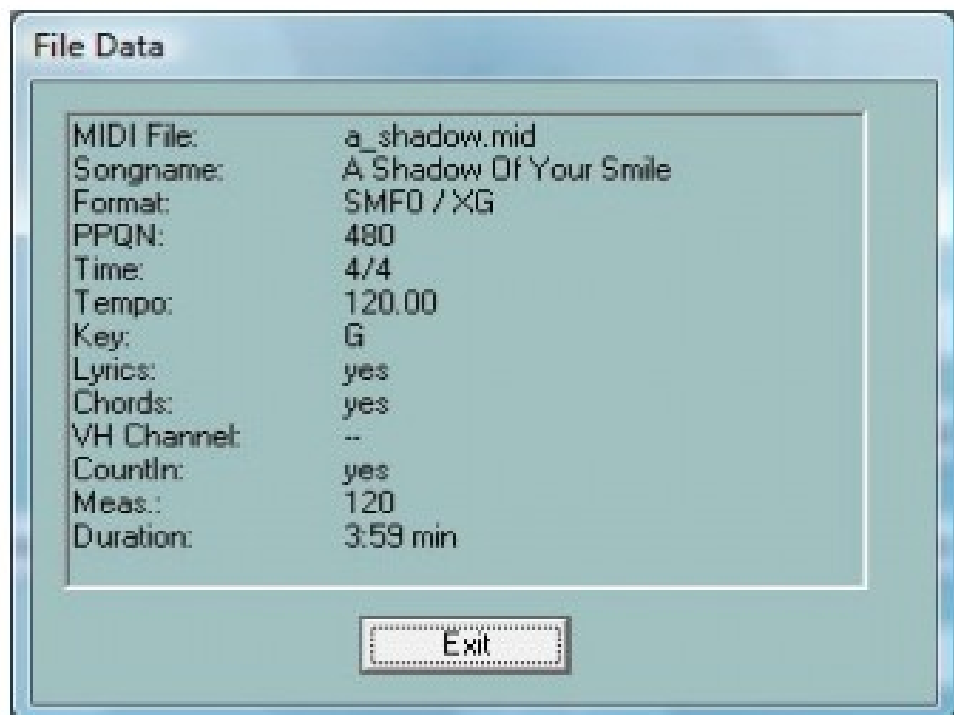 File Data
MIDI File: a_shadow.mid
Songname: A Shadow Of Your Smile
Format: SMF0 / XG
PPQN: 480
Time: 4/4
Tempo: 120.00
Key: G
Lyrics: yes
Chords: yes
VH Channel: --
CountIn: yes
Meas.: 120
Duration: 3:59 min
Exit